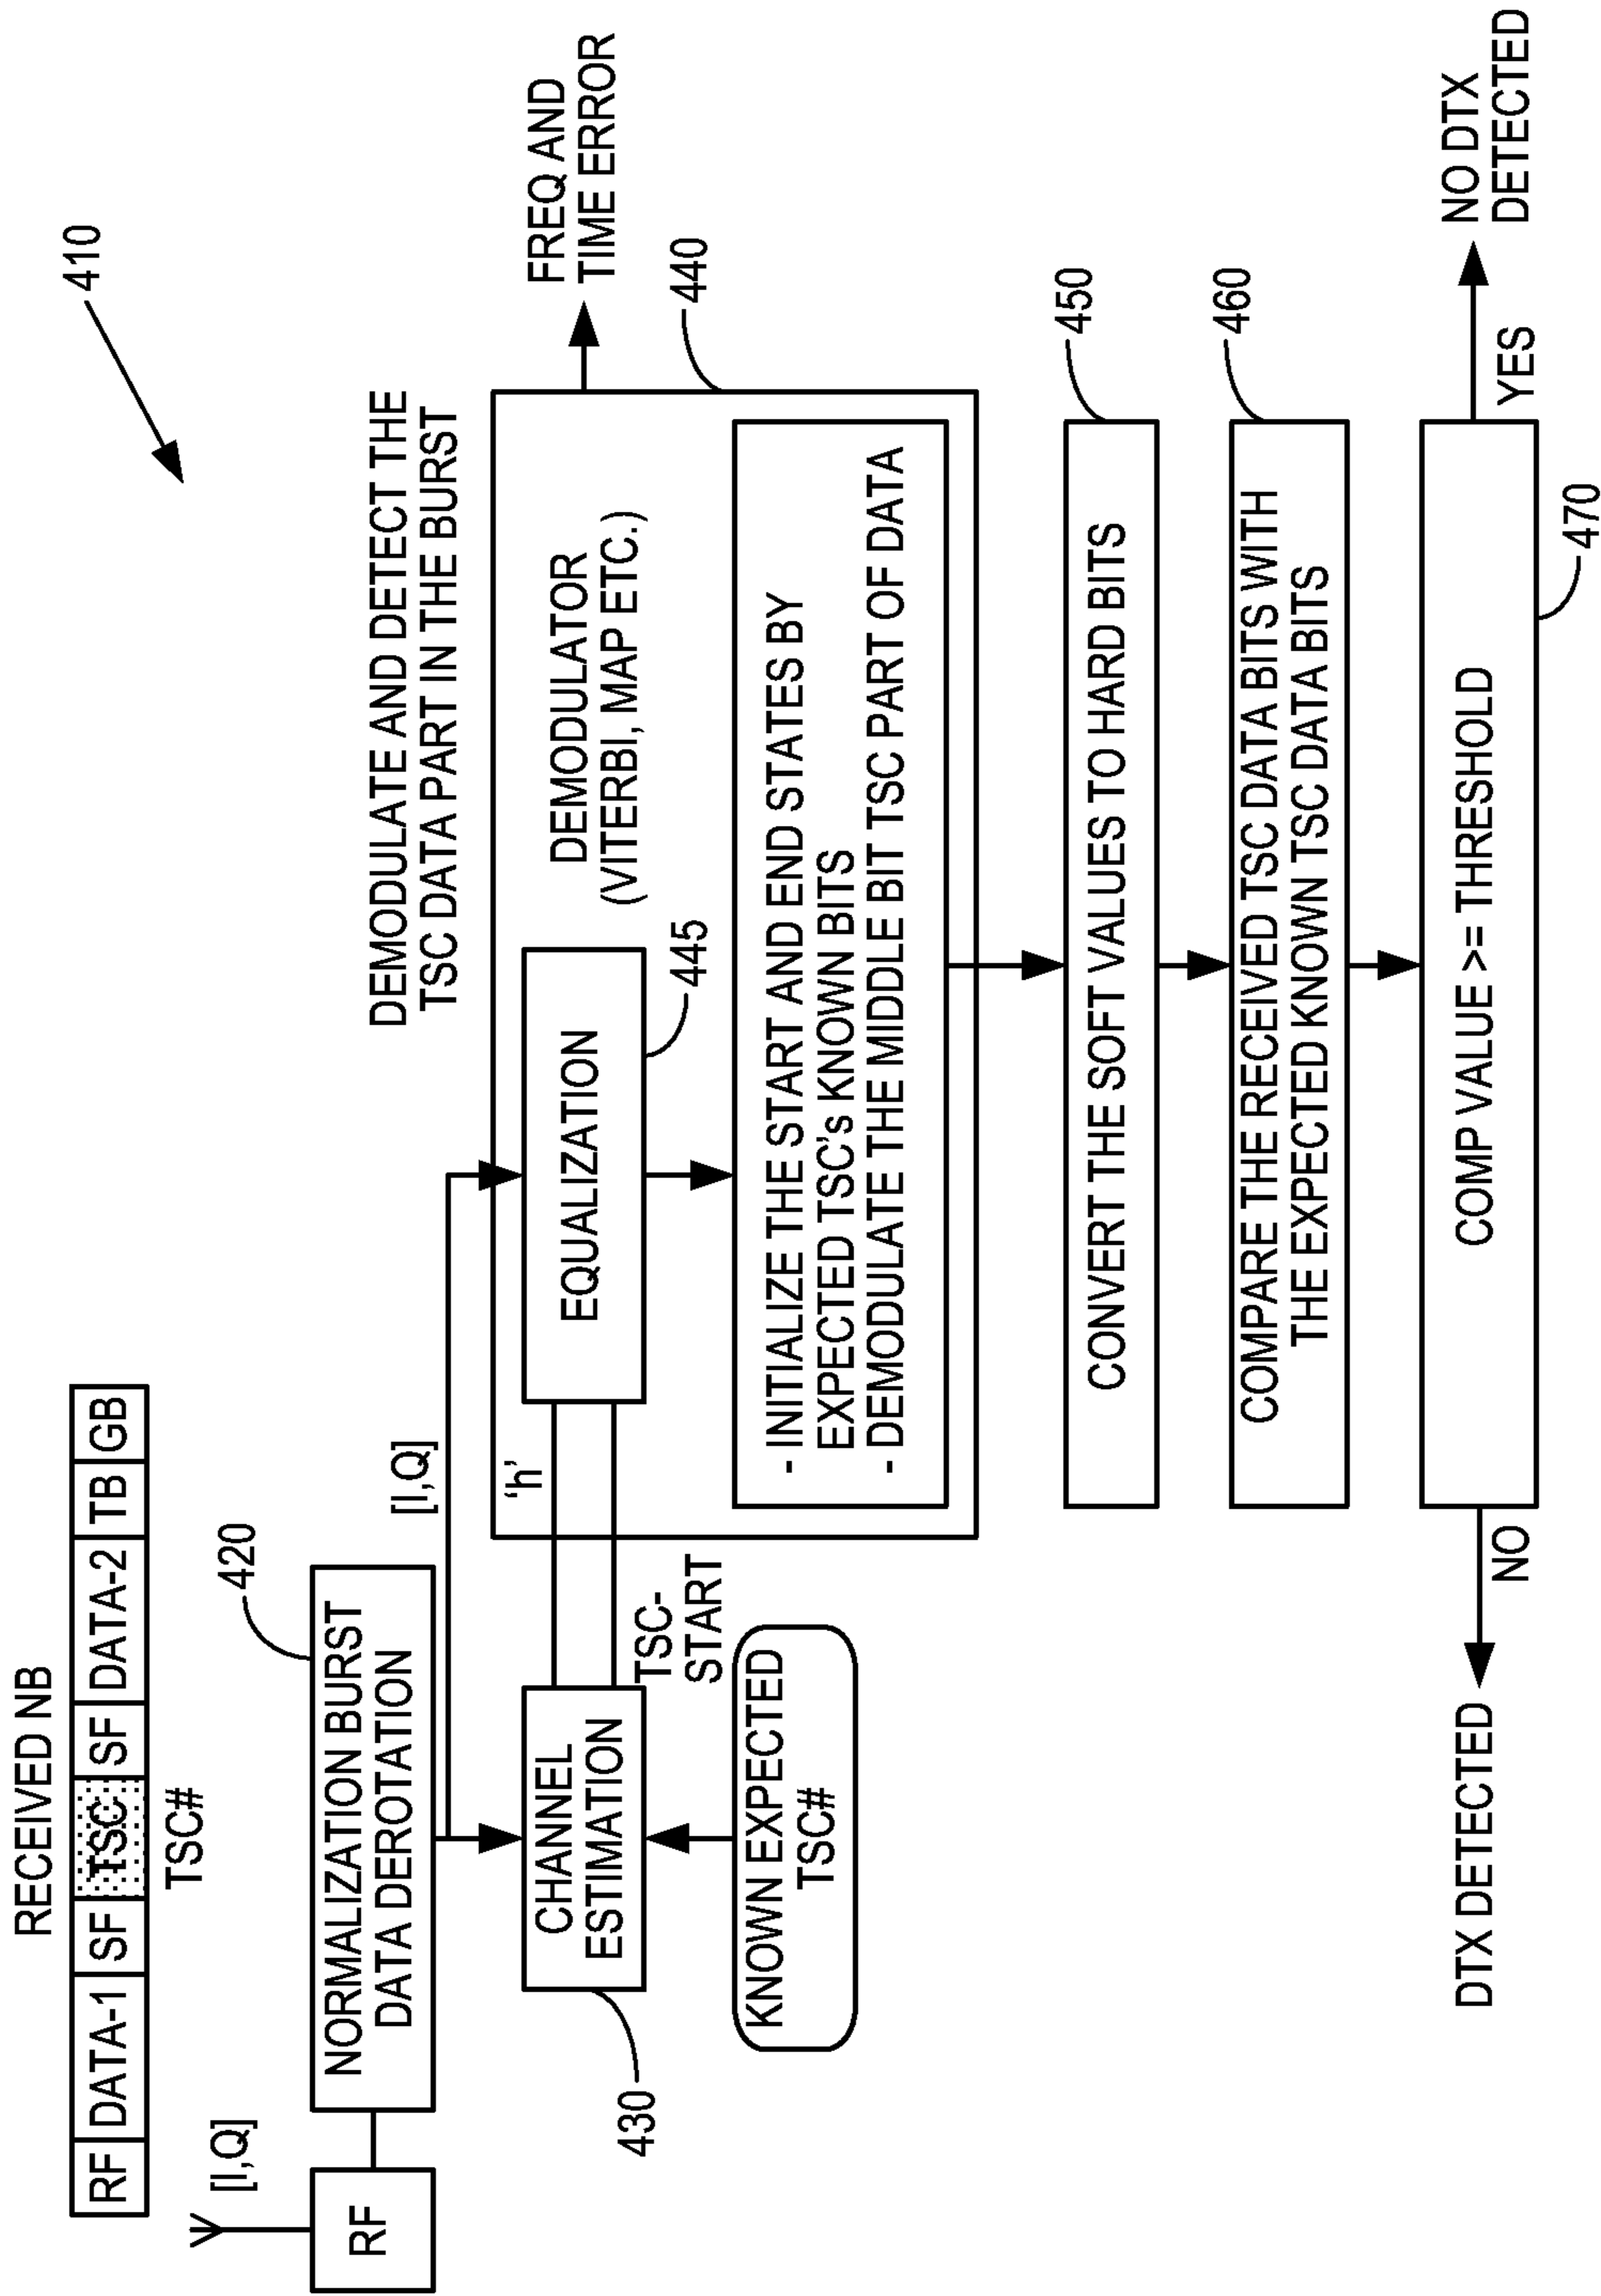 RECEIVED NB
RF DATA-1 SF TSC SF DATA-2 TB GB
TSC#
410
[I,Q]
RF
420
NORMALIZATION BURST
DATA DEROTATION
[I,Q]
DEMODULATE AND DETECT THE
TSC DATA PART IN THE BURST
430
CHANNEL
ESTIMATION
'h'
TSC-
START
KNOWN EXPECTED
TSC#
EQUALIZATION
445
DEMODULATOR
(VITERBI, MAP ETC.)
FREQ AND
TIME ERROR
440
- INITIALIZE THE START AND END STATES BY
EXPECTED TSC's KNOWN BITS
- DEMODULATE THE MIDDLE BIT TSC PART OF DATA
450
CONVERT THE SOFT VALUES TO HARD BITS
460
COMPARE THE RECEIVED TSC DATA BITS WITH
THE EXPECTED KNOWN TSC DATA BITS
COMP VALUE >= THRESHOLD
470
DTX DETECTED
NO
YES
NO DTX
DETECTED